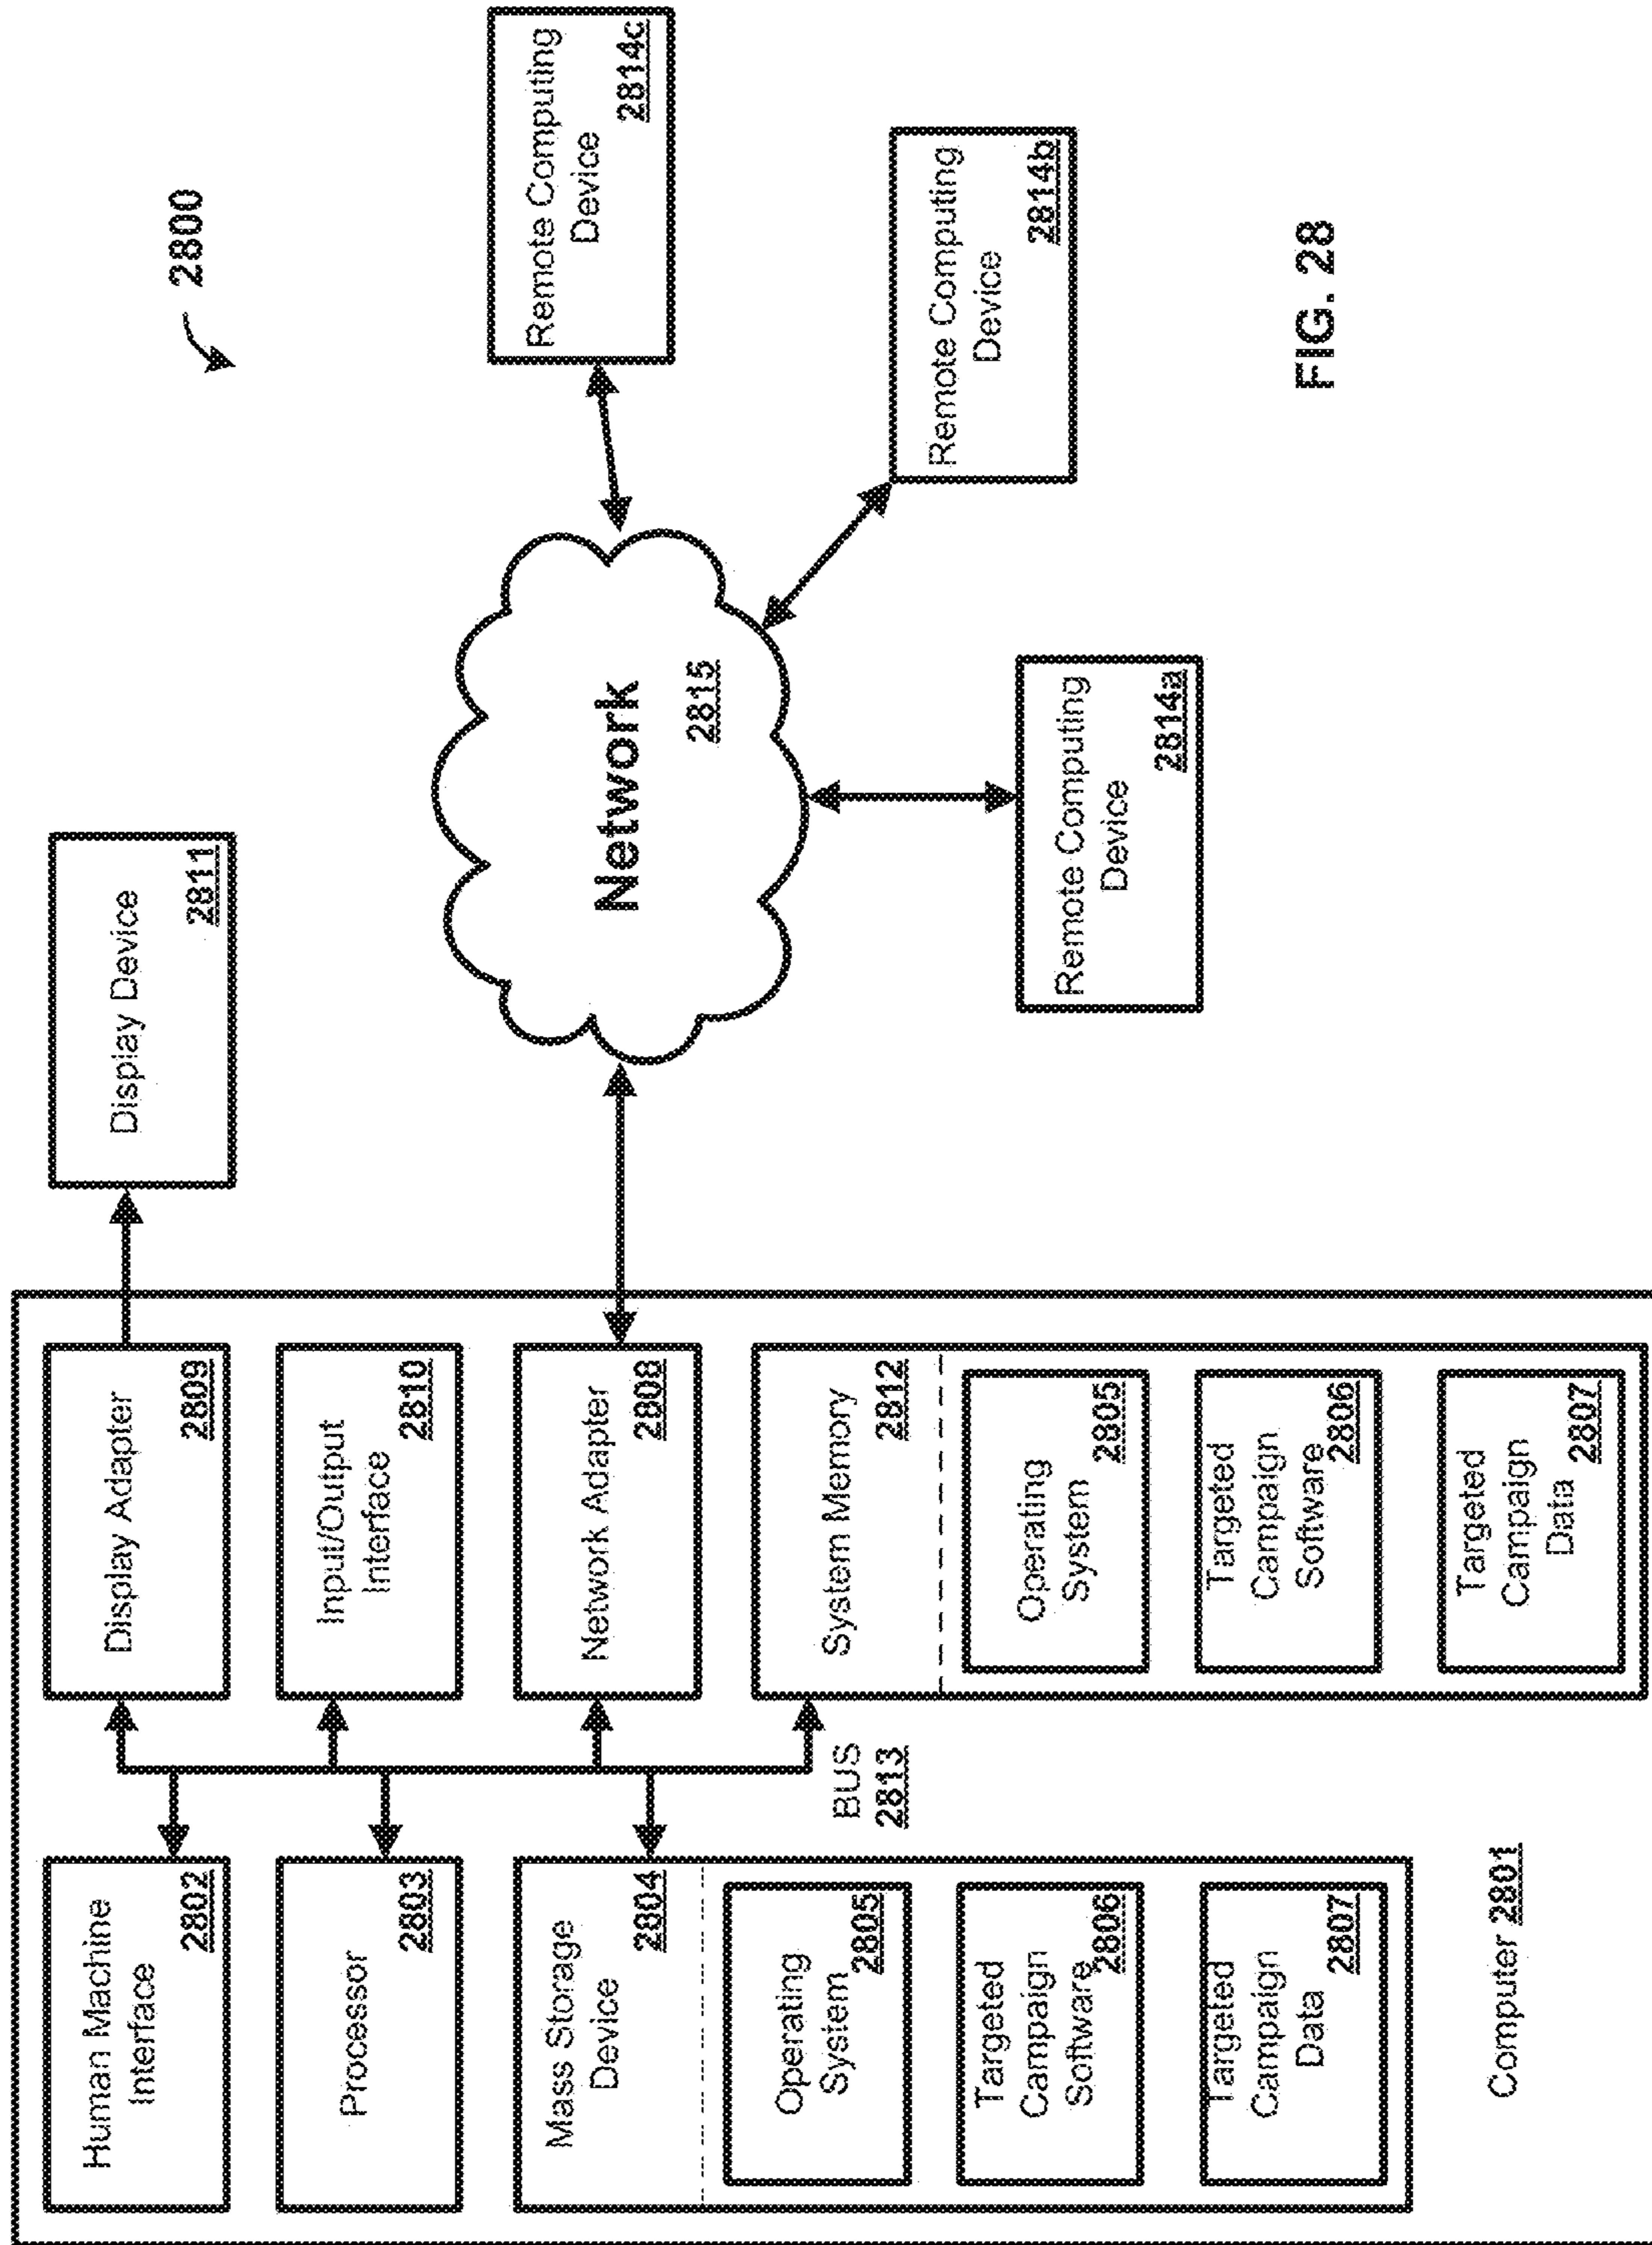 2800
Human Machine
Interface
2802
Processor
2803
Mass Storage
Device
2804
Operating
System
2805
Targeted
Campaign
Software
2806
Targeted
Campaign
Data
2807
BUS
2813
Computer 2801
Display Adapter
2809
Input/Output
Interface
2810
Network Adapter
2808
System Memory
2812
Operating
System
2805
Targeted
Campaign
Software
2806
Targeted
Campaign
Data
2807
Display Device
2811
Network
2815
Remote Computing
Device
2814a
Remote Computing
Device
2814b
Remote Computing
Device
2814c
FIG. 28